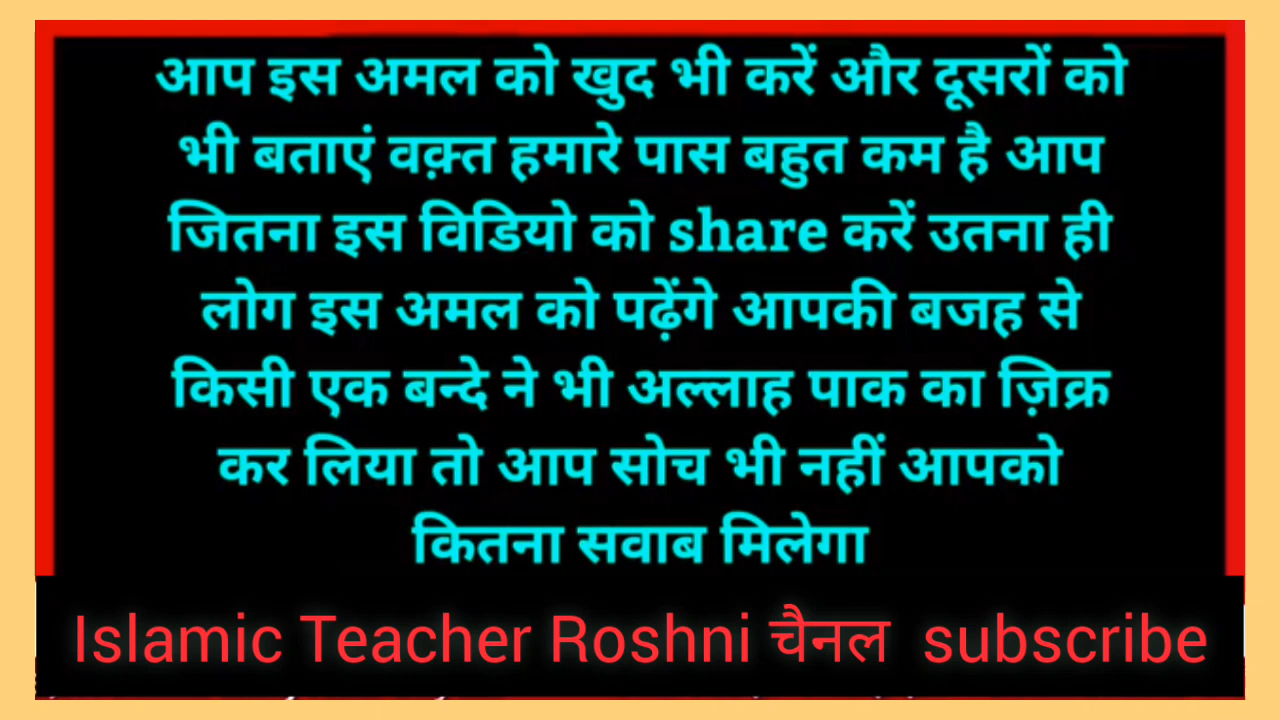 आप इस अमल को खुद भी करें और दूसरों को
भी बताएं वक़्त हमारे पास बहुत कम है आप
जितना इस विडियो को share करें उतना ही
लोग इस अमल को पढ़ेंगे आपकी बजह से
किसी एक बन्दे ने भी अल्लाह पाक का ज़िक्र
कर लिया तो आप सोच भी नहीं आपको
कितना सवाब मिलेगा
Islamic Teacher Roshni चैनल subscribe